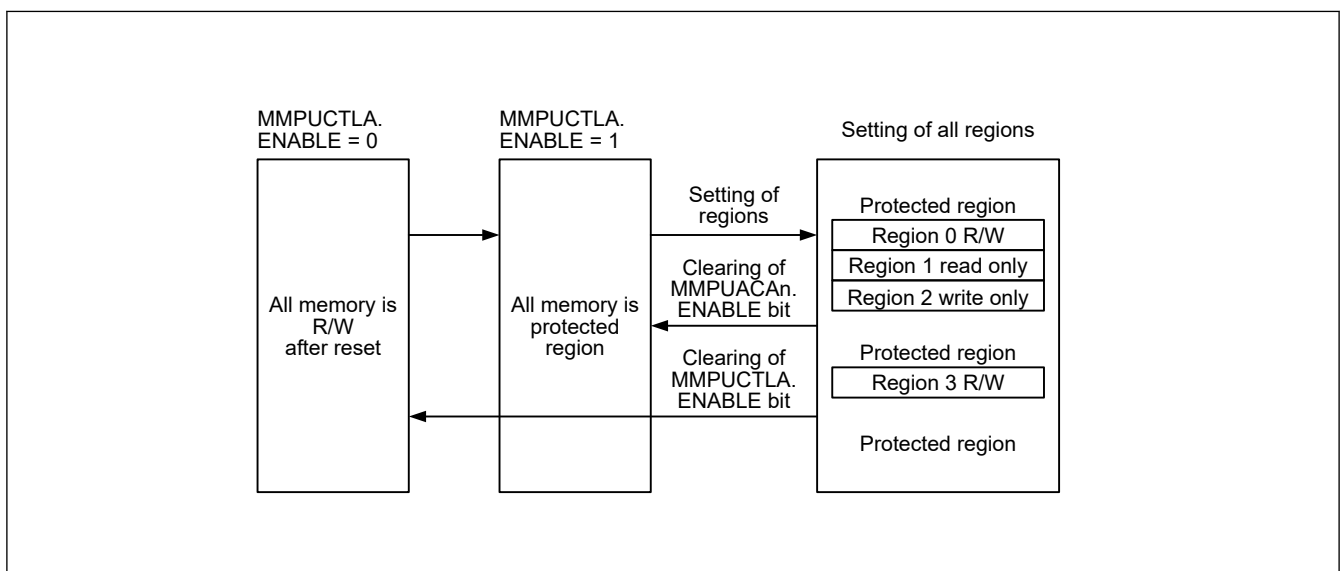 MMPUCTLA.
ENABLE = 0
MMPUCTLA.
ENABLE = 1
Setting of all regions
All memory is
R/W
after reset
All memory is
protected
region
Setting of
regions
Clearing of
MMPUACAn.
ENABLE bit
Clearing of
MMPUCTLA.
ENABLE bit
Protected region
Region 0 R/W
Region 1 read only
Region 2 write only
Protected region
Region 3 R/W
Protected region